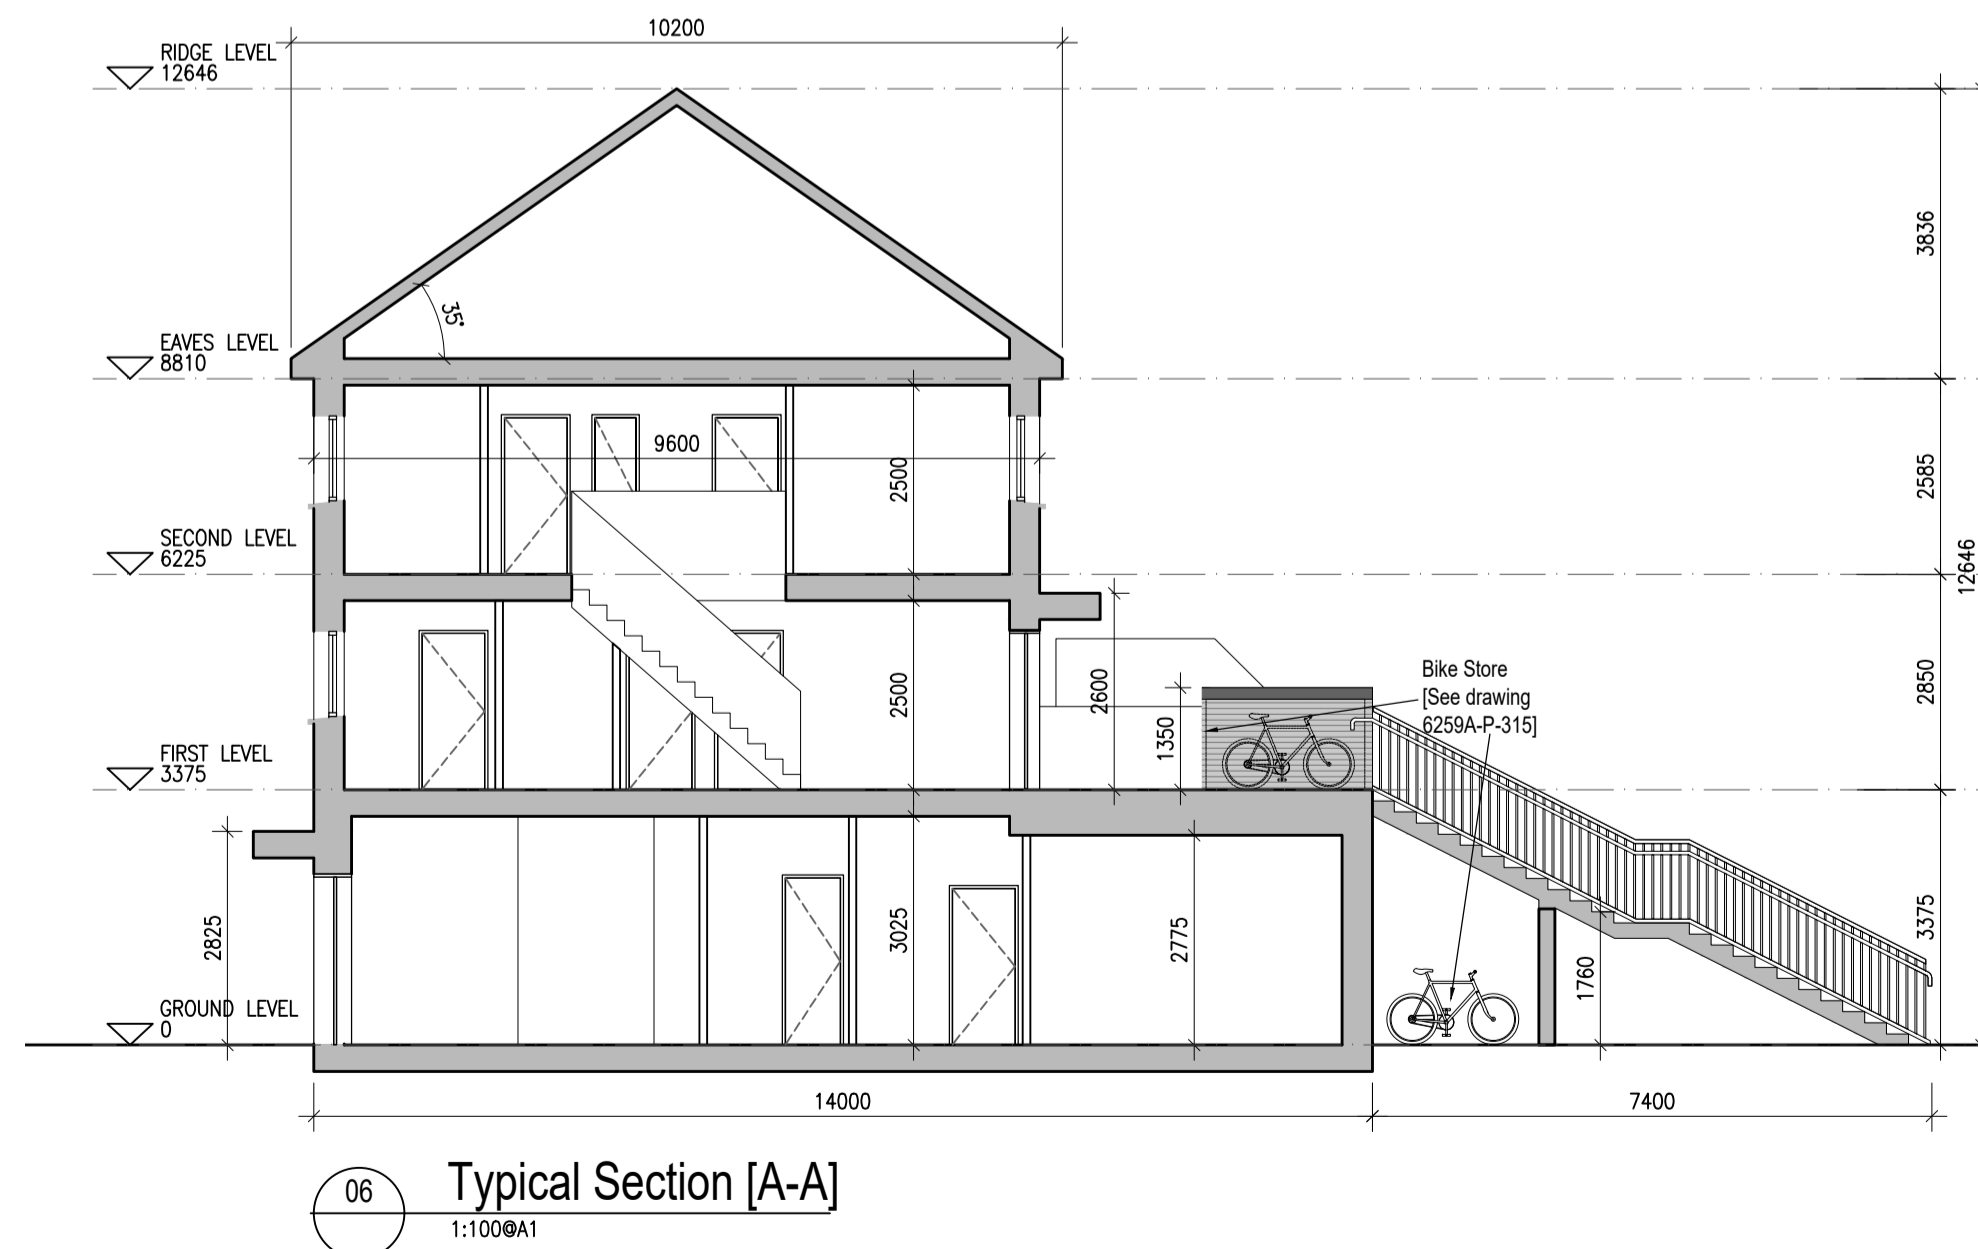 10200
RIDGE LEVEL
12646
3836
35°
EAVES LEVEL
8810
9600
2500
2585
SECOND LEVEL
6225
12646
Bike Store
[See drawing
6259A-P-315]
2500
2600
1350
2850
FIRST LEVEL
3375
2825
3025
2775
1760
3375
GROUND LEVEL
0
14000
7400
06
Typical Section [A-A]
1:100@A1